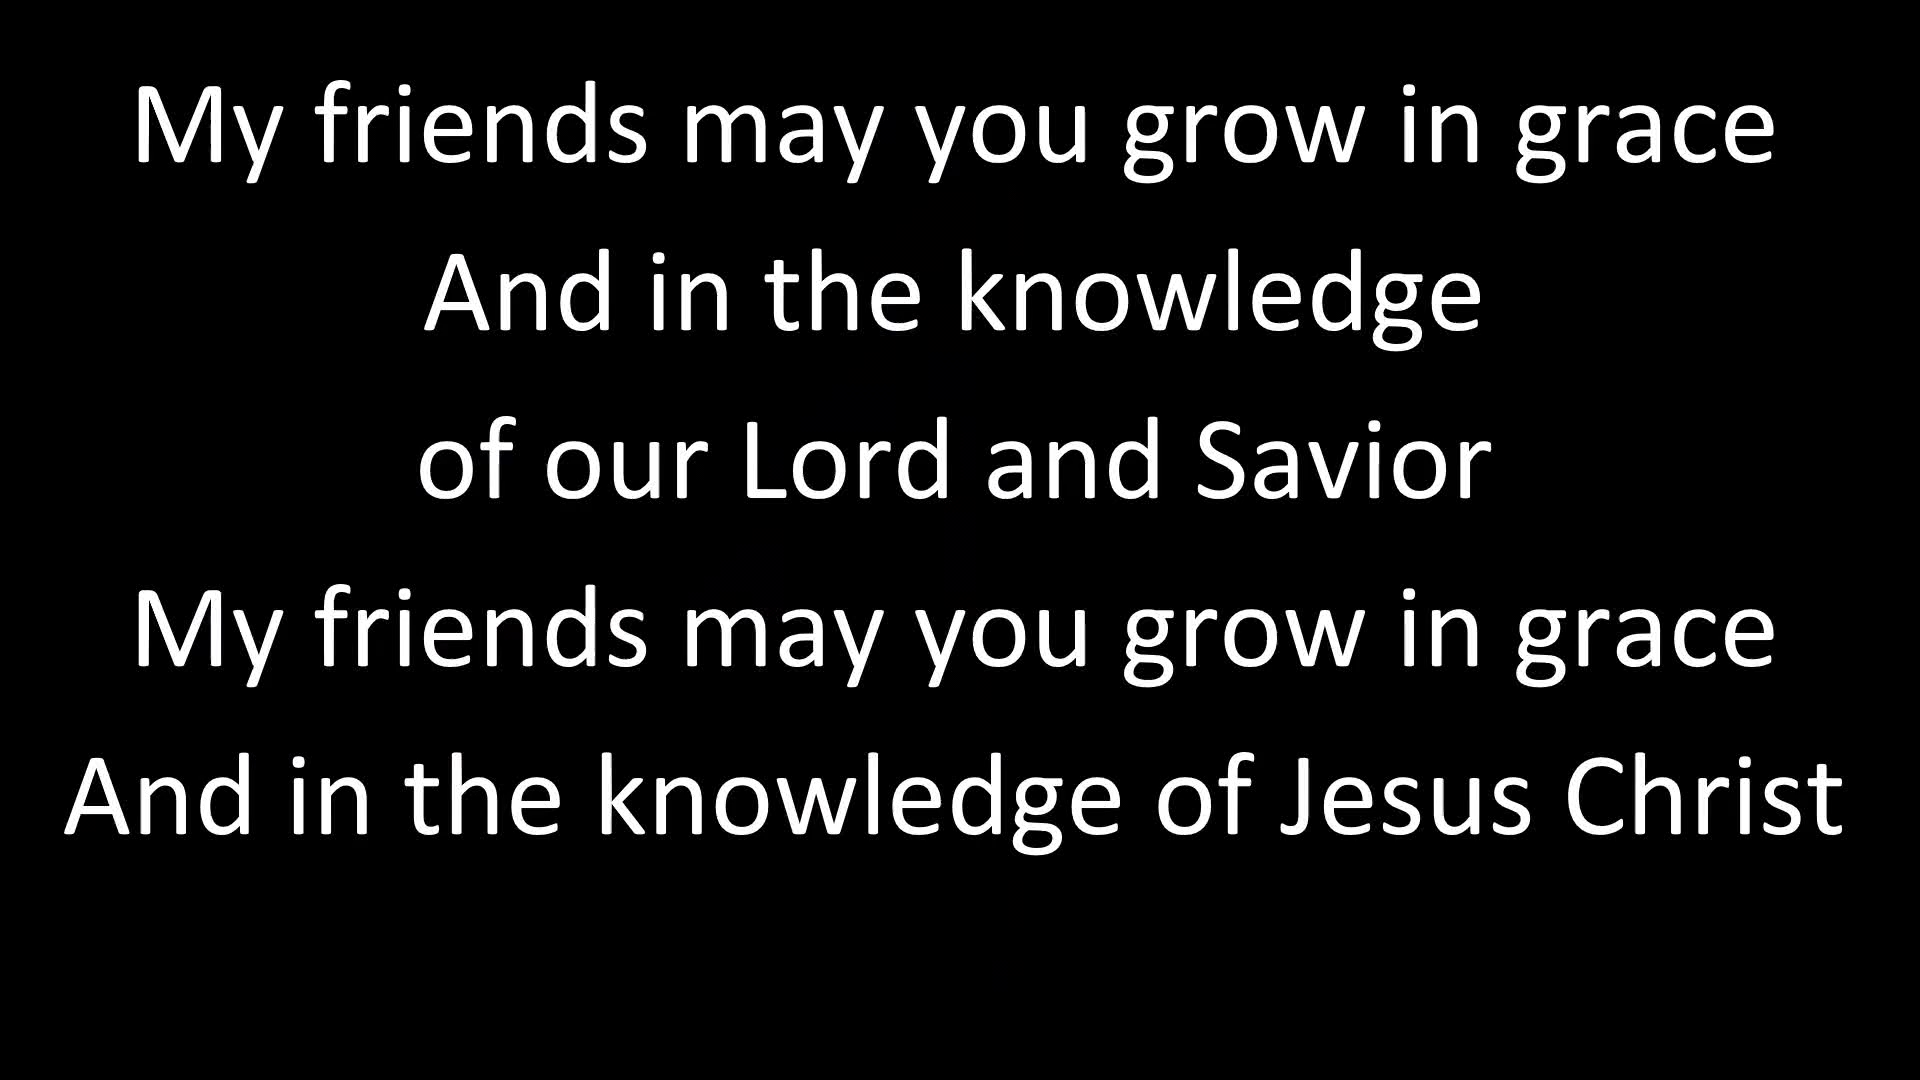 My friends may you grow in grace
And in the knowledge
of our Lord and Savior
My friends may you grow in grace
And in the knowledge of Jesus Christ